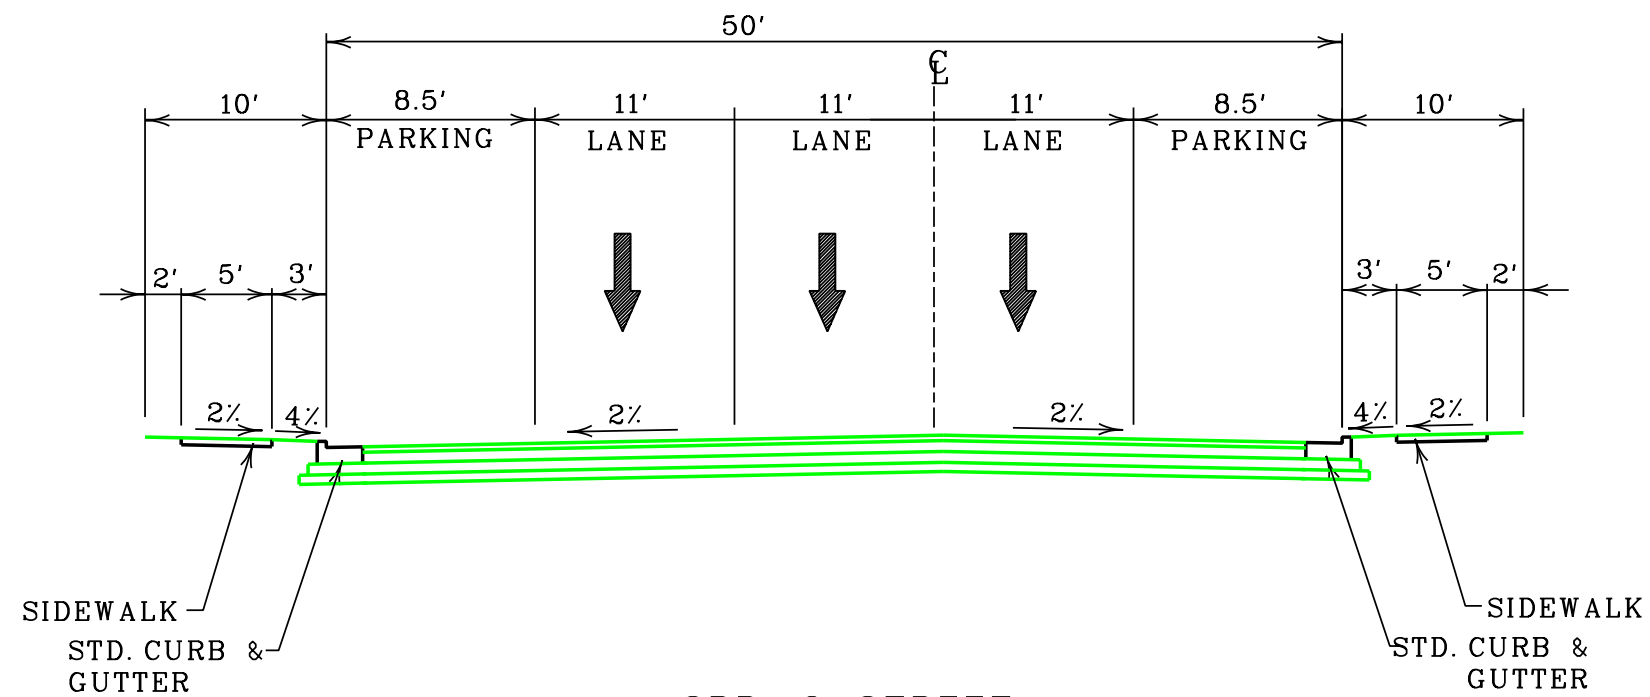 50'
CL
10' 8.5' 11' 11' 11' 8.5' 10'
PARKING LANE LANE LANE PARKING
2' 5' 3' 3' 5' 2'
2% 4% 2% 2% 4% 2%
SIDEWALK SIDEWALK
STD. CURB & STD. CURB &
GUTTER GUTTER